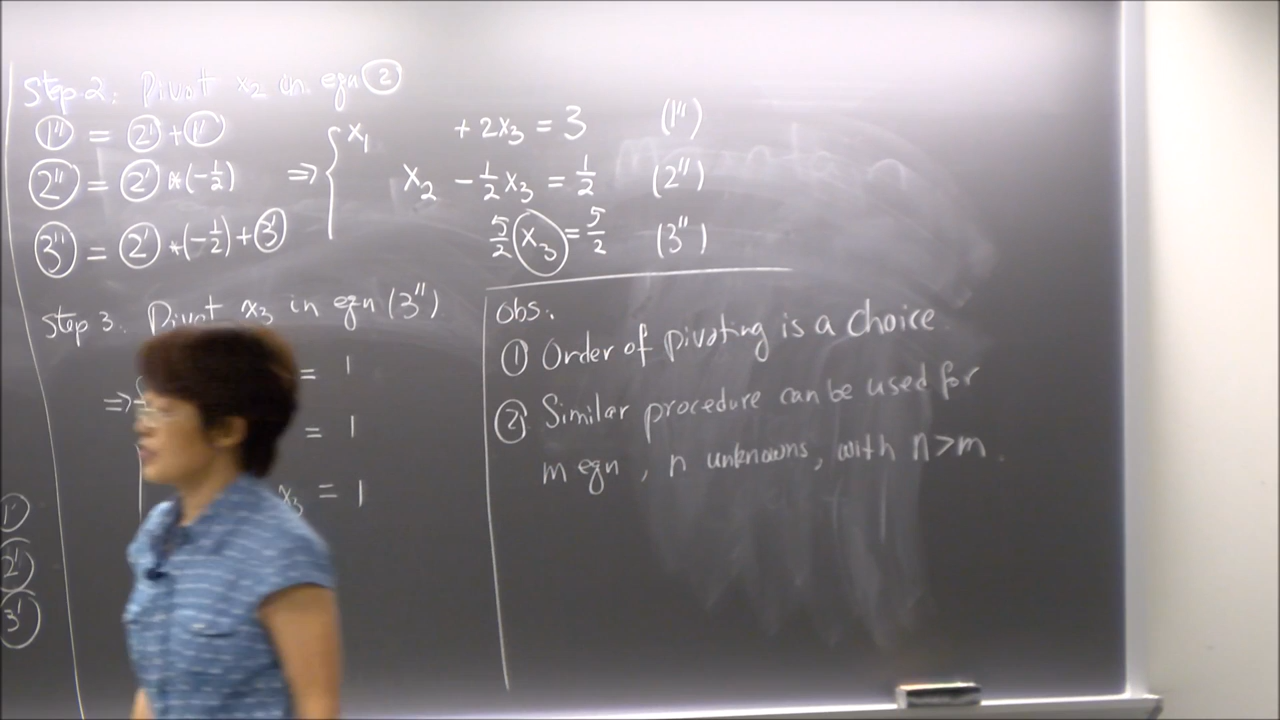 Step 2: Pivot x₂ in eqn ②
(1'') = (2') + (1')
(2'') = (2') * (-1/2)
(3'') = (2') * (-1/2) + (3')
⇒ { x₁ + 2x₃ = 3 (1'')
x₂ - 1/2 x₃ = 1/2 (2'')
5/2 x₃ = 5/2 (3'')
Step 3: Pivot x₃ in eqn (3'')
= 1
⇒
= 1
x₃ = 1
(1')
(2')
(3')
Obs:
① Order of pivoting is a choice.
② Similar procedure can be used for
m eqn, n unknowns, with n>m.